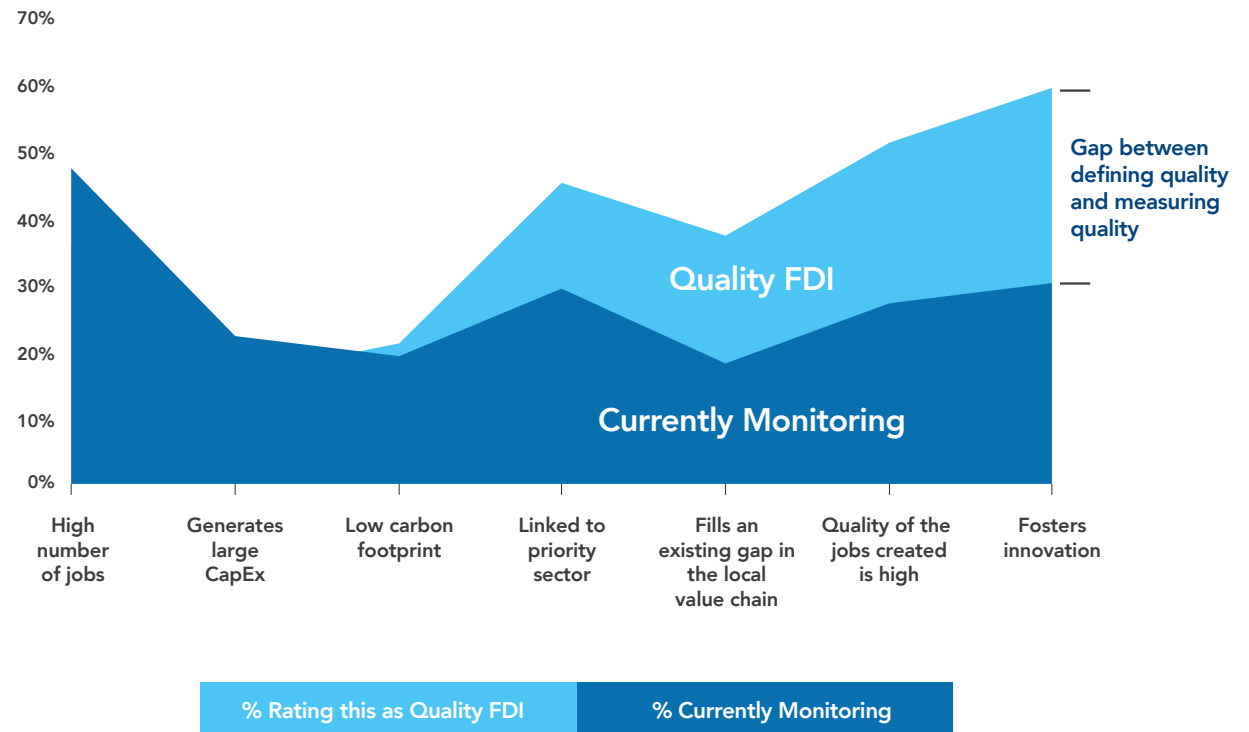 70%
60%
50%
40%
30%
20%
10%
0%
Gap between
defining quality
and measuring
quality
Quality FDI
Currently Monitoring
High
number
of jobs
Generates
large
CapEx
Low carbon
footprint
Linked to
priority
sector
Fills an
existing gap in
the local
value chain
Quality of the
jobs created
is high
Fosters
innovation
% Rating this as Quality FDI
% Currently Monitoring